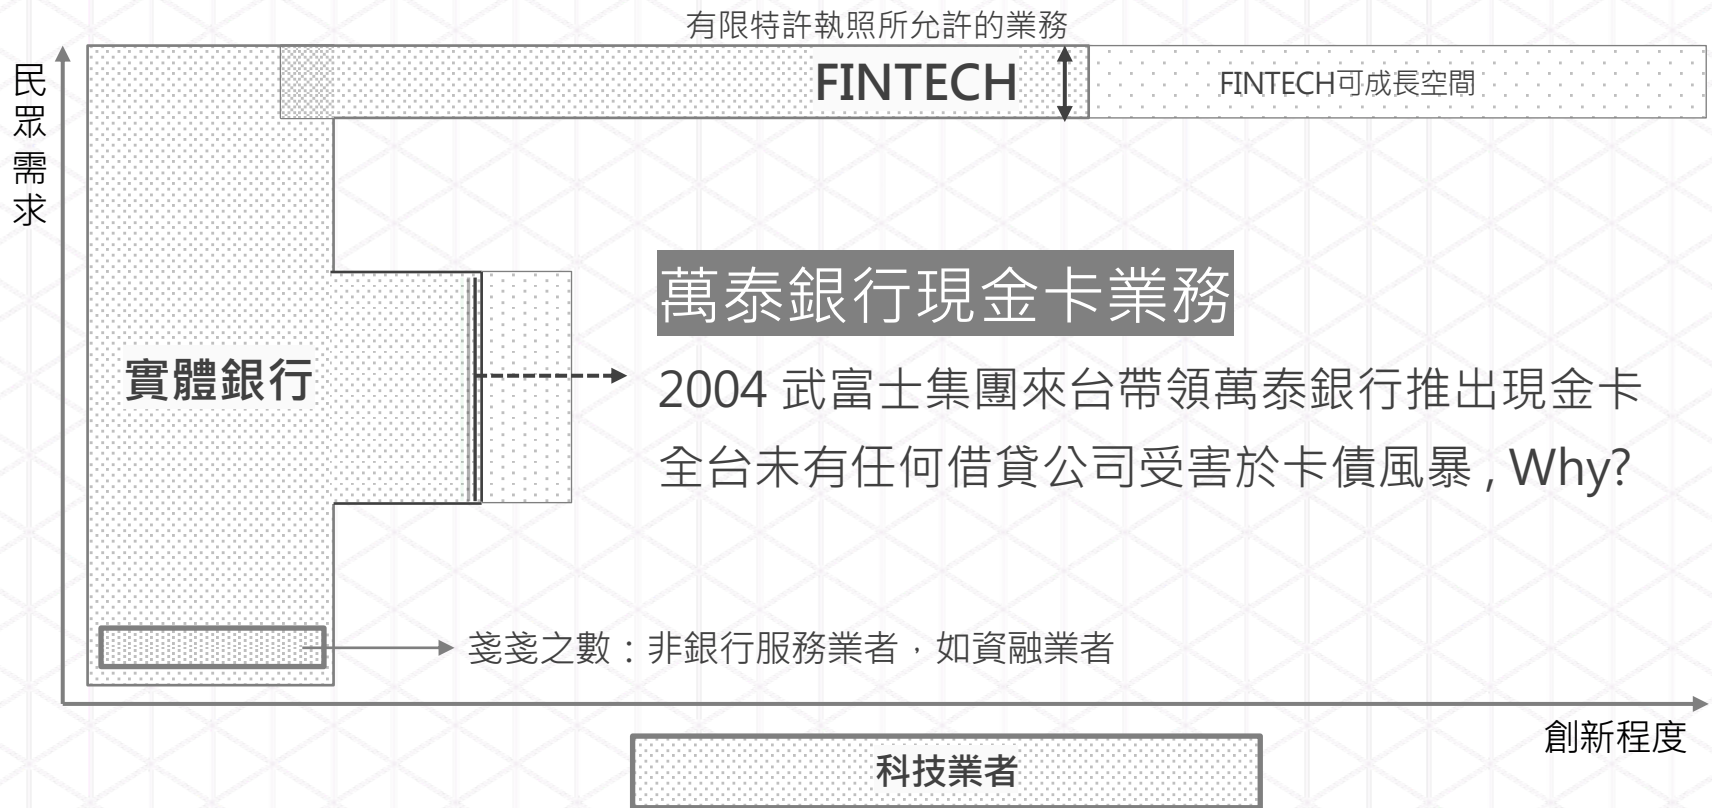 有限特許執照所允許的業務
民眾需求
FINTECH
FINTECH可成長空間
萬泰銀行現金卡業務
實體銀行
2004 武富士集團來台帶領萬泰銀行推出現金卡
全台未有任何借貸公司受害於卡債風暴 , Why?
戔戔之數：非銀行服務業者，如資融業者
創新程度
科技業者